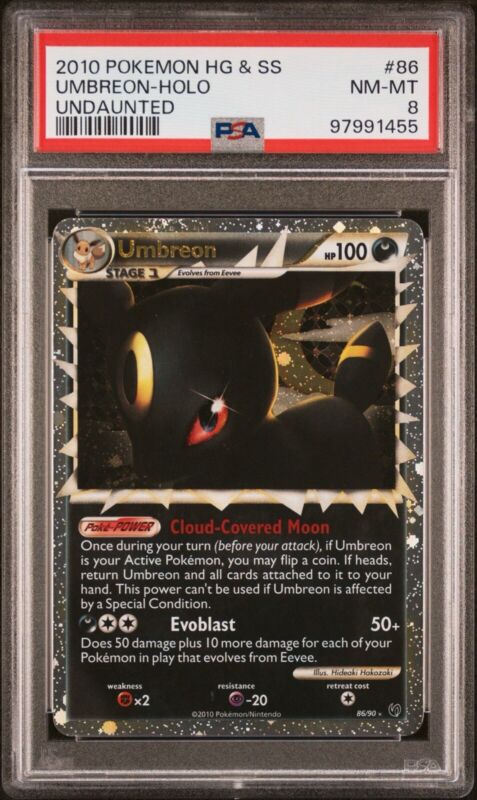 2010 POKEMON HG & SS #86
UMBREON-HOLO NM-MT
UNDAUNTED 8
PSA 97991455
Umbreon HP100
STAGE 1 Evolves from Eevee
Poké-POWER Cloud-Covered Moon
Once during your turn (before your attack), if Umbreon
is your Active Pokémon, you may flip a coin. If heads,
return Umbreon and all cards attached to it to your
hand. This power can't be used if Umbreon is affected
by a Special Condition.
Evoblast 50+
Does 50 damage plus 10 more damage for each of your
Pokémon in play that evolves from Eevee.
Illus. Hideaki Hakozaki
weakness resistance retreat cost
x2 -20
©2010 Pokémon/Nintendo 86/90
PSA